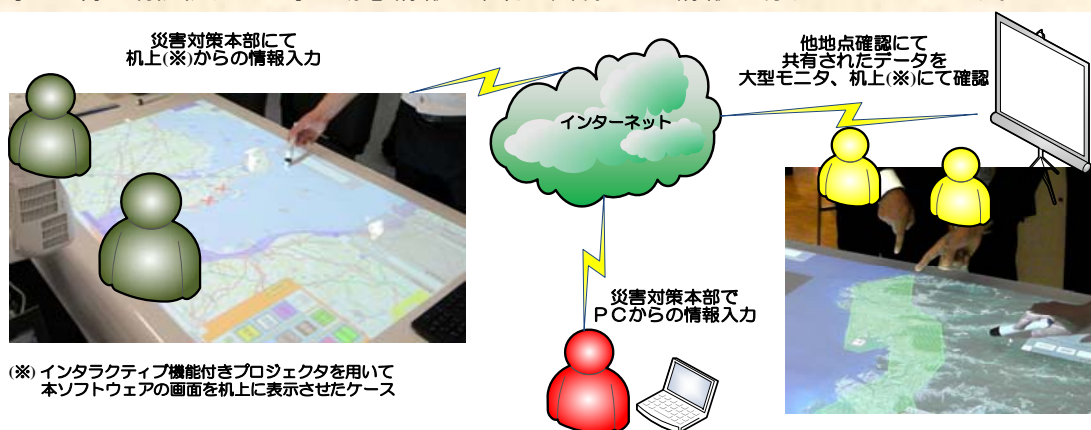 災害対策本部にて
机上(※)からの情報入力
他地点確認にて
共有されたデータを
大型モニタ、机上(※)にて確認
インターネット
災害対策本部で
ＰＣからの情報入力
(※) インタラクティブ機能付きプロジェクタを用いて
本ソフトウェアの画面を机上に表示させたケース